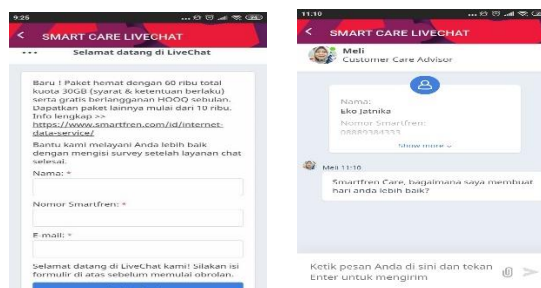 9:25
SMART CARE LIVECHAT
Selamat datang di LiveChat
Baru ! Paket hemat dengan 60 ribu total
kuota 30GB (syarat & ketentuan berlaku)
serta gratis berlangganan HOOQ sebulan.
Dapatkan paket lainnya mulai dari 10 ribu.
Info lengkap >>
https://www.smartfren.com/id/internet-
data-service/
Bantu kami melayani Anda lebih baik
dengan mengisi survey setelah layanan chat
selesai.
Nama: *
Nomor Smartfren: *
E-mail: *
Selamat datang di LiveChat kami! Silakan isi
formulir di atas sebelum memulai obrolan.
11:10
SMART CARE LIVECHAT
Meli
Customer Care Advisor
Nama:
Eko Jatnika
Nomor Smartfren:
08889384333
Show more
Meli 11:10
Smartfren Care, bagaimana saya membuat
hari anda lebih baik?
Ketik pesan Anda di sini dan tekan
Enter untuk mengirim